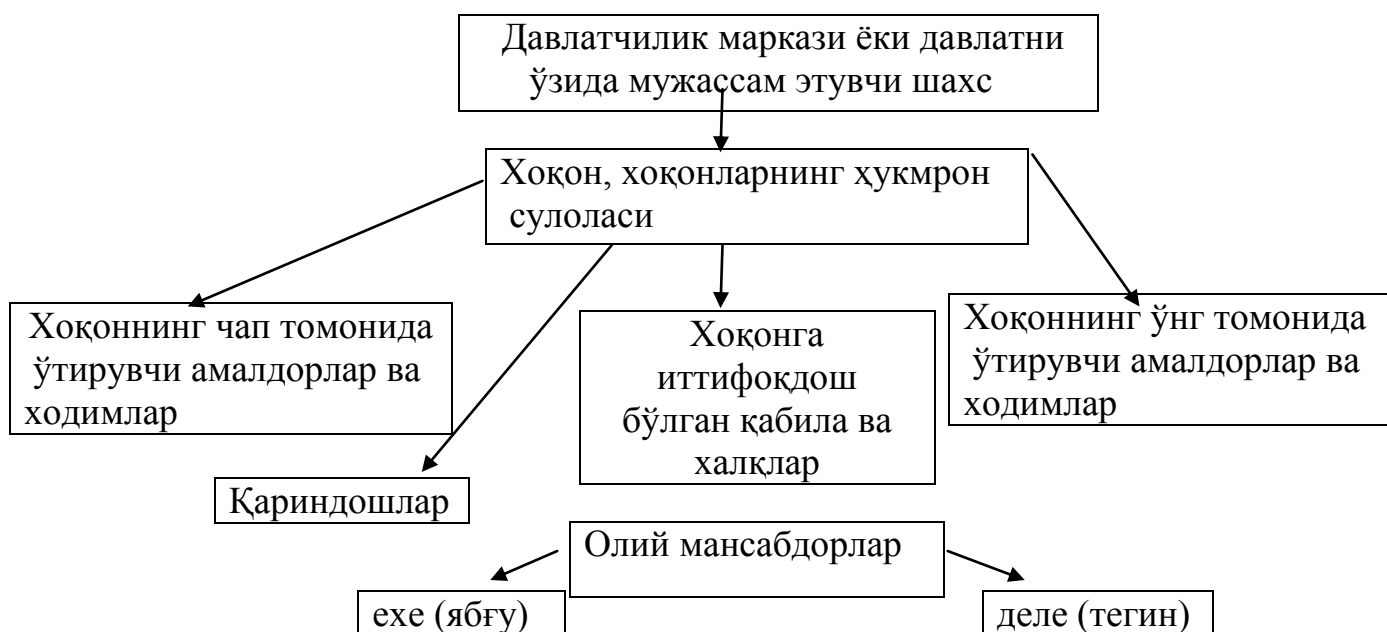 Давлатчилик маркази ёки давлатни
ўзида мужассам этувчи шахс
Хоқон, хоқонларнинг ҳукмрон
сулоласи
Хоқоннинг чап томонида
ўтирувчи амалдорлар ва
ходимлар
Хоқонга
иттифоқдош
бўлган қабила ва
халқлар
Хоқоннинг ўнг томонида
ўтирувчи амалдорлар ва
ходимлар
Қариндошлар
Олий мансабдорлар
ехе (ябғу)
деле (тегин)